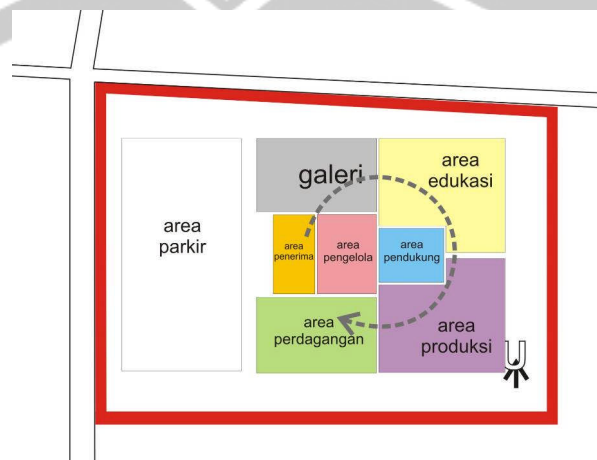 galeri
area
edukasi
area
parkir
area
penerima
area
pengelola
area
pendukung
area
perdagangan
area
produksi
U